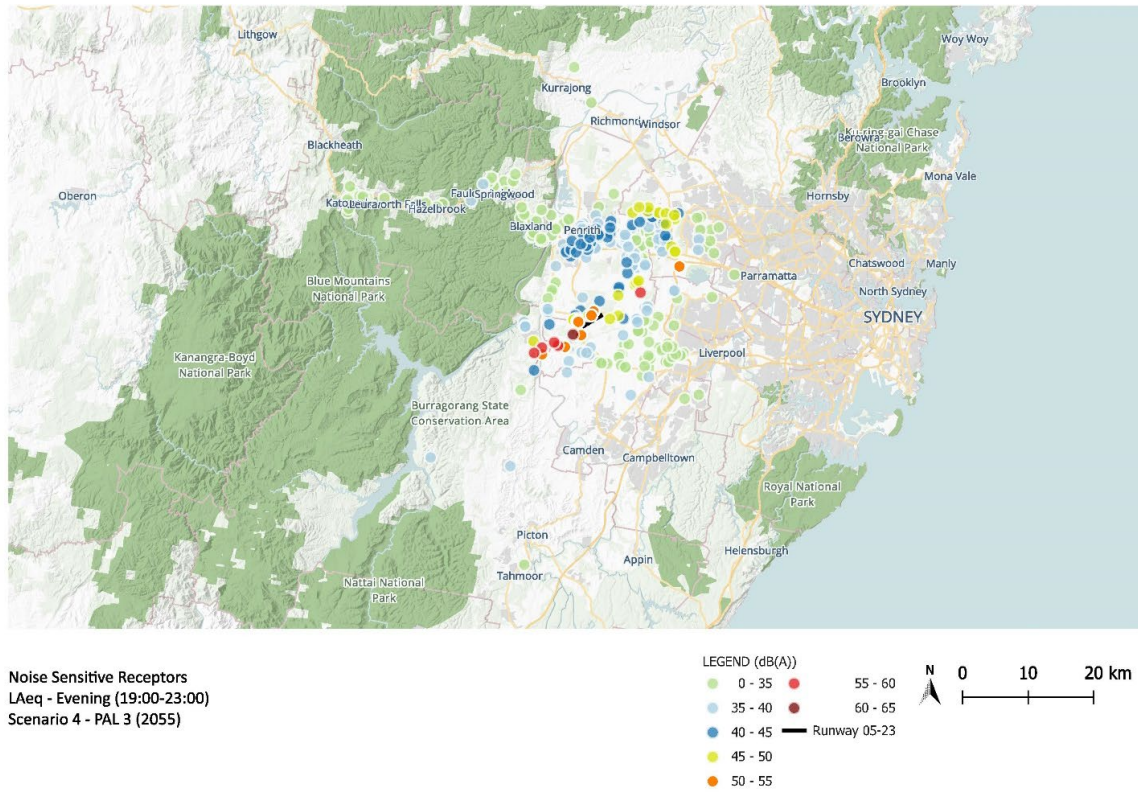 Woy Woy
Lithgow
Brooklyn
Kurrajong
Richmond
Windsor
Ku-ring-gai Chase
National Park
Berowra
Blackheath
Mona Vale
Oberon
Springwood
Hornsby
Hazelbrook
Blaxland
Penrith
Chatswood
Manly
Parramatta
Blue Mountains
National Park
North Sydney
SYDNEY
Kanangra-Boyd
National Park
Liverpool
Burragorang State
Conservation Area
Camden
Campbelltown
Royal National
Park
Picton
Helensburgh
Appin
Tahmoor
Nattai National
Park
Noise Sensitive Receptors
LAeq - Evening (19:00-23:00)
Scenario 4 - PAL 3 (2055)
LEGEND (dB(A))
0 - 35
35 - 40
40 - 45
45 - 50
50 - 55
55 - 60
60 - 65
Runway 05-23
N
0 10 20 km